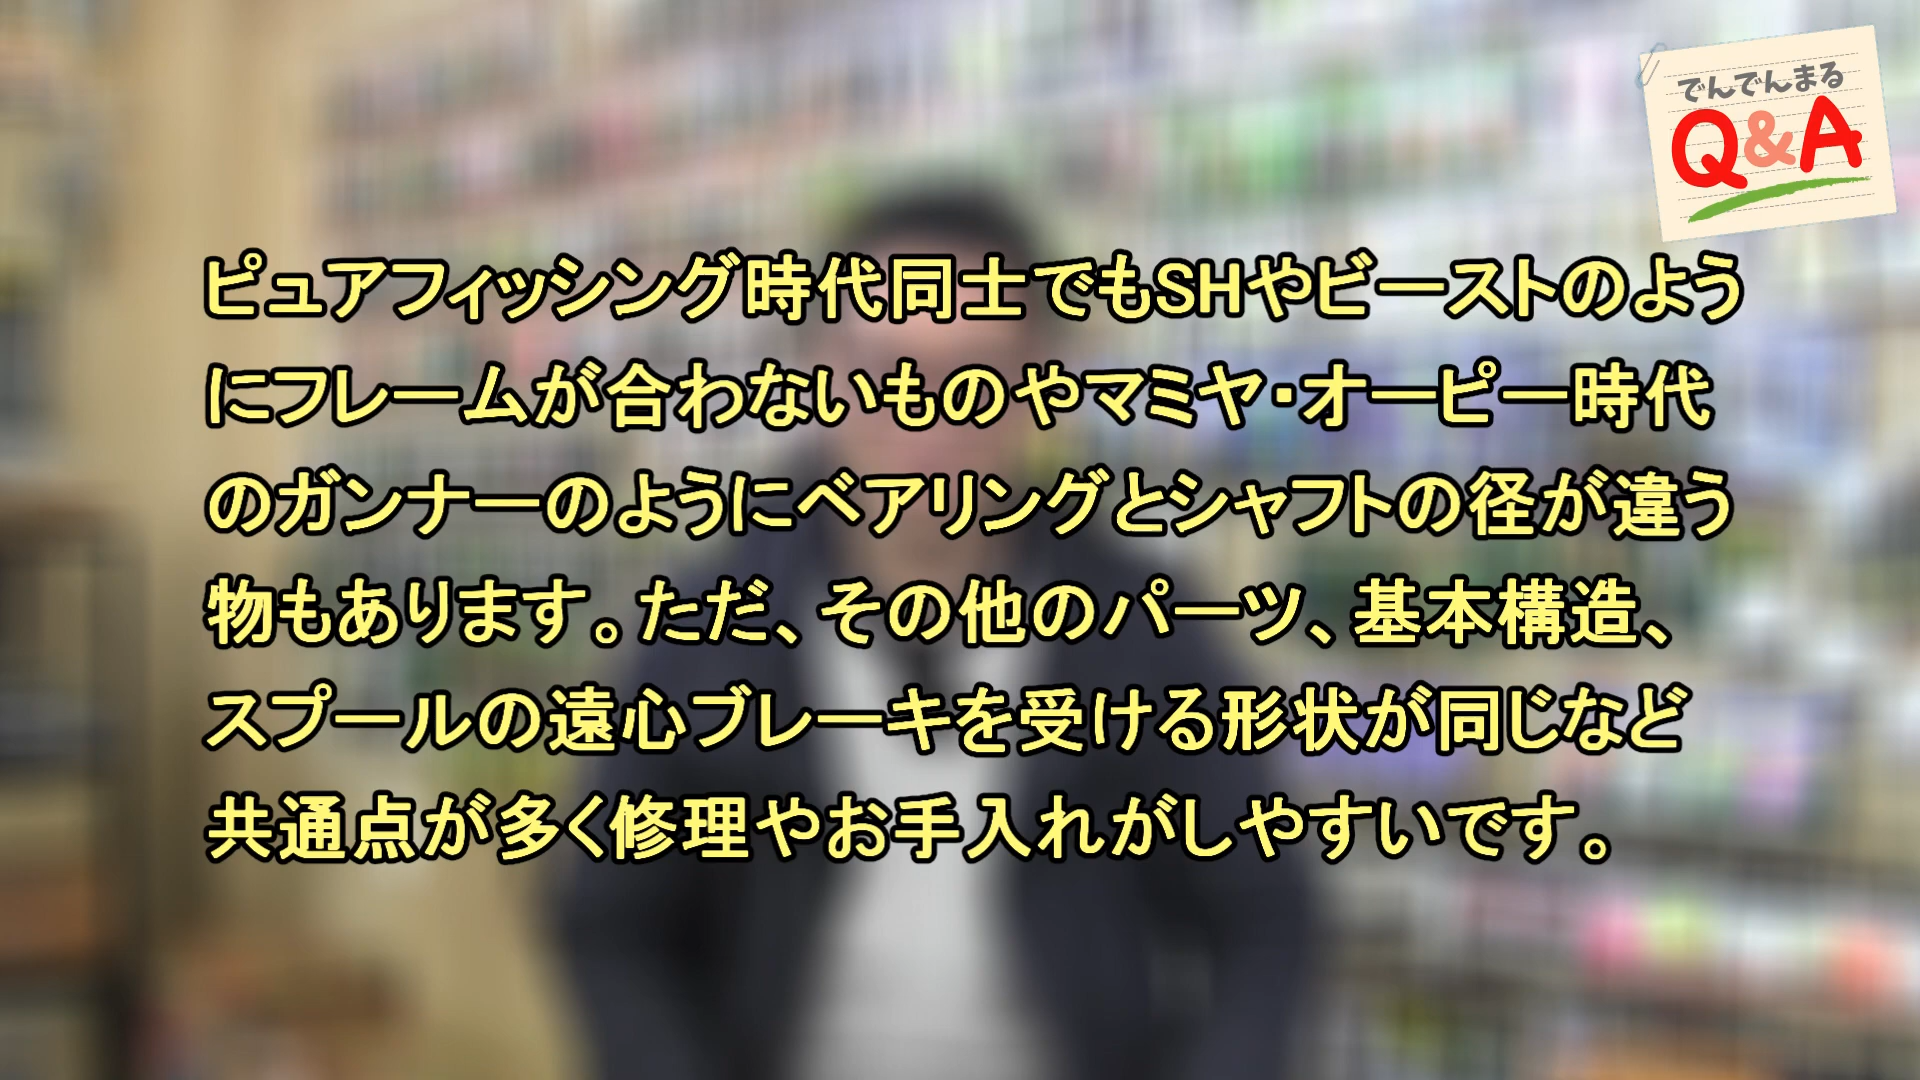 でんでんまる
Q&A
ピュアフィッシング時代同士でもSHやビーストのよう
にフレームが合わないものやマミヤ・オーピー時代
のガンナーのようにベアリングとシャフトの径が違う
物もあります。ただ、その他のパーツ、基本構造、
スプールの遠心ブレーキを受ける形状が同じなど
共通点が多く修理やお手入れがしやすいです。